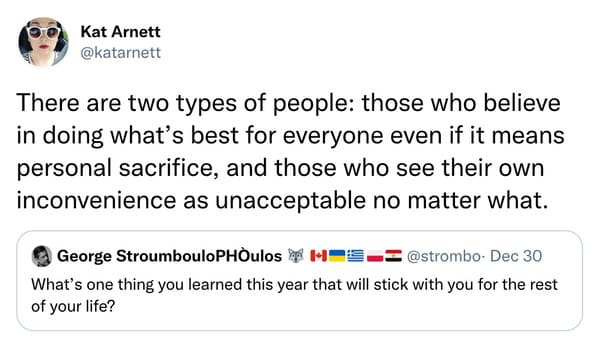 Kat Arnett
@katarnett
There are two types of people: those who believe
in doing what’s best for everyone even if it means
personal sacrifice, and those who see their own
inconvenience as unacceptable no matter what.
George StroumbouloPHÒulos 🐺 🇨🇦🇺🇦🇬🇷🇵🇱🇪🇬 @strombo· Dec 30
What’s one thing you learned this year that will stick with you for the rest
of your life?